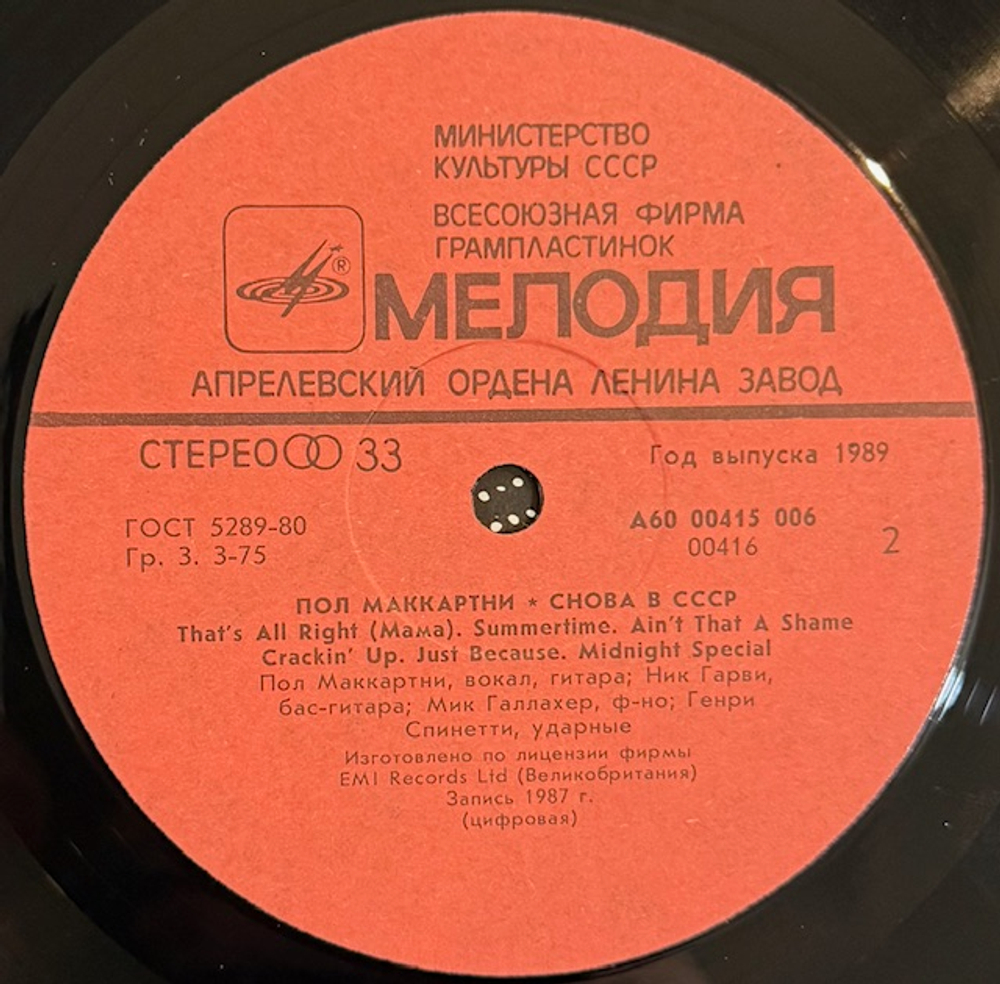 МИНИСТЕРСТВО
КУЛЬТУРЫ СССР
ВСЕСОЮЗНАЯ ФИРМА
ГРАМПЛАСТИНОК
®
МЕЛОДИЯ
АПРЕЛЕВСКИЙ ОРДЕНА ЛЕНИНА ЗАВОД
СТЕРЕО 33
Год выпуска 1989
ГОСТ 5289-80
Гр. 3. 3-75
А60 00415 006
00416
2
ПОЛ МАККАРТНИ ★ СНОВА В СССР
That's All Right (Мама). Summertime. Ain't That A Shame
Crackin' Up. Just Because. Midnight Special
Пол Маккартни, вокал, гитара; Ник Гарви,
бас-гитара; Мик Галлахер, ф-но; Генри
Спинетти, ударные
Изготовлено по лицензии фирмы
EMI Records Ltd (Великобритания)
Запись 1987 г.
(цифровая)